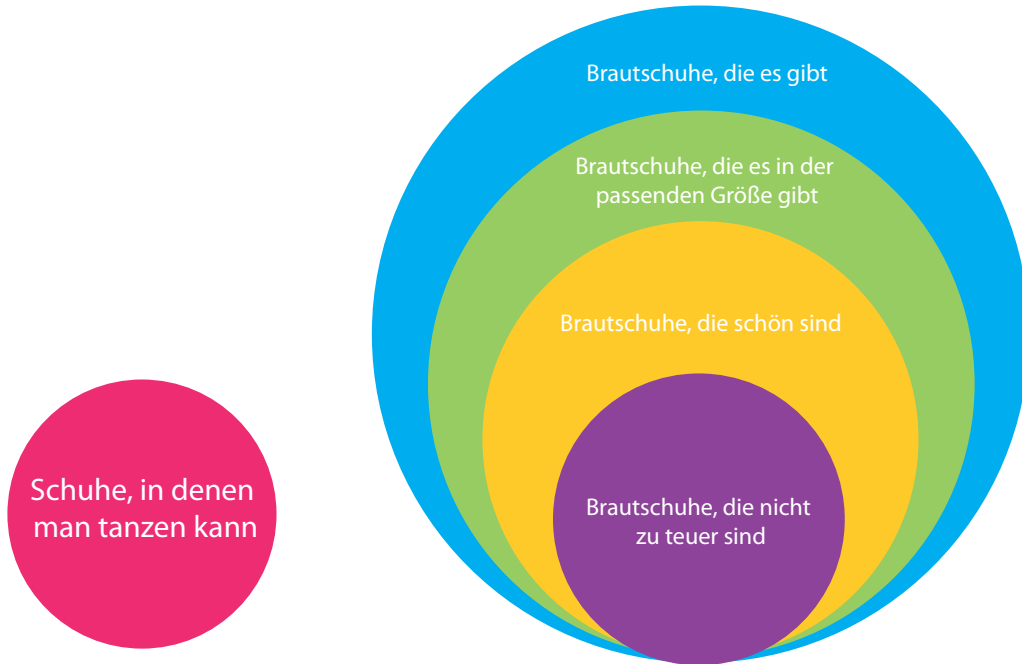 Brautschuhe, die es gibt
Brautschuhe, die es in der
passenden Größe gibt
Brautschuhe, die schön sind
Schuhe, in denen
man tanzen kann
Brautschuhe, die nicht
zu teuer sind